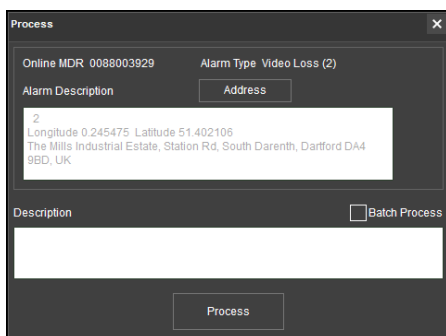 Process
Online MDR 0088003929 Alarm Type Video Loss (2)
Alarm Description Address
2
Longitude 0.245475 Latitude 51.402106
The Mills Industrial Estate, Station Rd, South Darenth, Dartford DA4
9BD, UK
Description Batch Process
Process